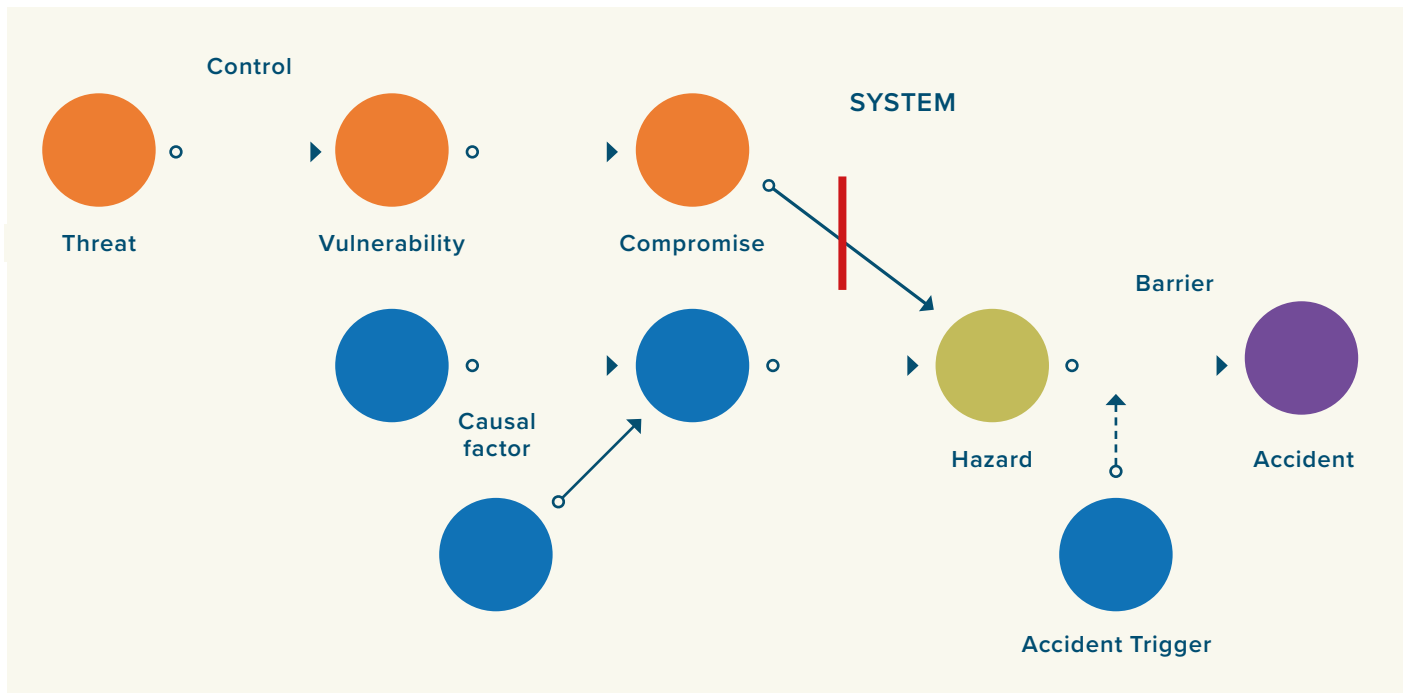 Control
SYSTEM
Threat
Vulnerability
Compromise
Barrier
Causal
factor
Hazard
Accident
Accident Trigger